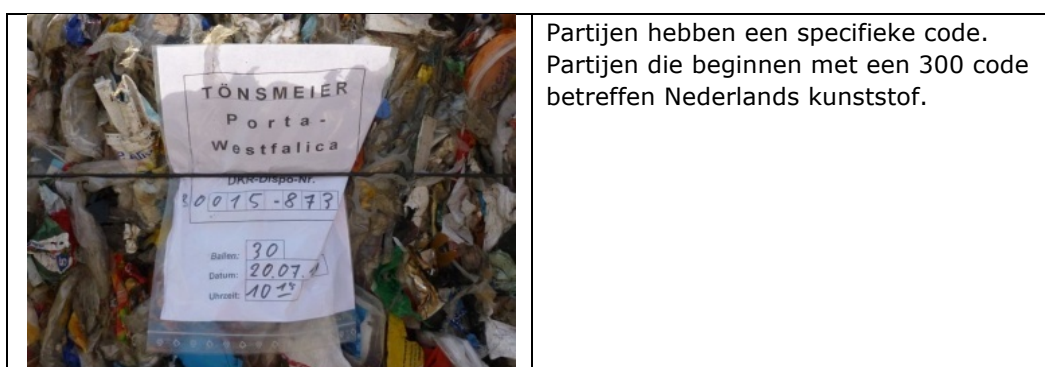 TÖNSMEIER
Porta-
Westfalica
DKR-Dispo-Nr.
30015-873
Ballen: 30
Datum: 20.07.
Uhrzeit: 10
Partijen hebben een specifieke code.
Partijen die beginnen met een 300 code
betreffen Nederlands kunststof.